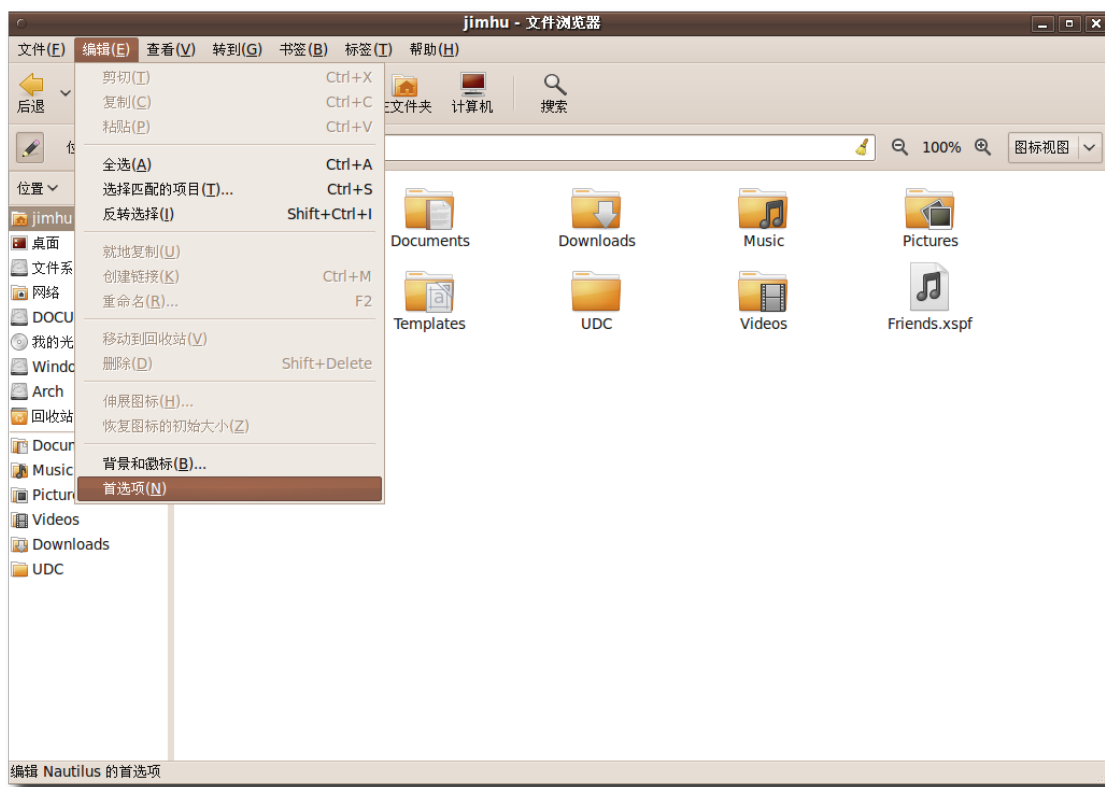 jimhu - 文件浏览器
文件(F) 编辑(E) 查看(V) 转到(G) 书签(B) 标签(T) 帮助(H)
后退
文件夹 计算机 搜索
100% 图标视图
位置
jimhu
桌面
文件系
网络
DOCU
我的光
Windo
Arch
回收站
Docum
Music
Picture
Videos
Downloads
UDC
剪切(T) Ctrl+X
复制(C) Ctrl+C
粘贴(P) Ctrl+V
全选(A) Ctrl+A
选择匹配的项目(T)... Ctrl+S
反转选择(I) Shift+Ctrl+I
就地复制(U)
创建链接(K) Ctrl+M
重命名(R)... F2
移动到回收站(V)
删除(D) Shift+Delete
伸展图标(H)...
恢复图标的初始大小(Z)
背景和徽标(B)...
首选项(N)
Documents Downloads Music Pictures
Templates UDC Videos Friends.xspf
编辑 Nautilus 的首选项